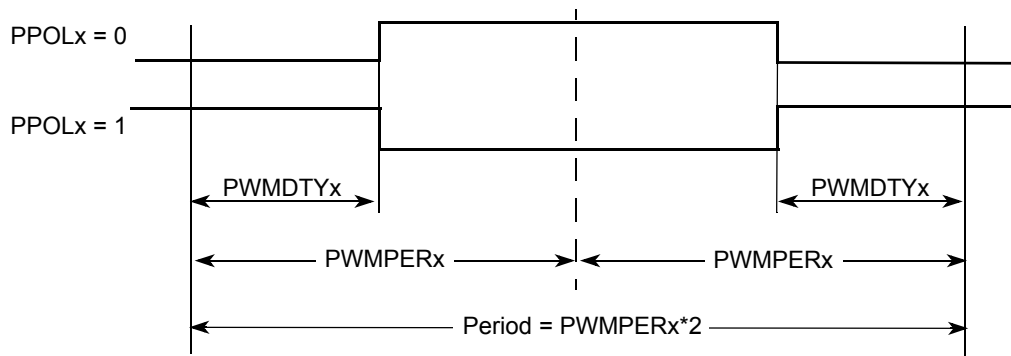 PPOLx = 0
PPOLx = 1
PWMDTYx
PWMDTYx
PWMPERx
PWMPERx
Period = PWMPERx*2